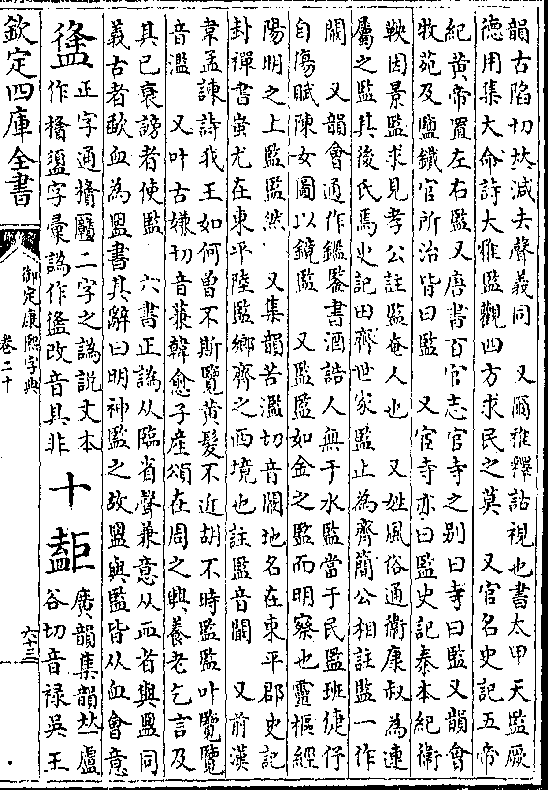 韻古陷切𠀤減去聲義同　又爾雅釋詁視也書太甲天監厥
德用集大命詩大雅監觀四方求民之莫　又官名史記五帝
紀黃帝置左右監又唐書百官志官寺之别曰寺曰監又韻會
牧苑及鹽鐵官所治皆曰監　又宦寺亦曰監史記秦本紀衛
鞅因景監求見孝公註監奄人也　又姓風俗通衛康叔為連
屬之監其後氏焉史記田齊世家監止為齊簡公相註監一作
闞　又韻會通作鑑鑒書酒誥人無于水監當于民監班倢伃
自傷賦陳女圖以鏡監　又監監如金之監而明察也靈樞經
陽明之上監監然　又集韻苦濫切音闞地名在東平郡史記
封禪書蚩尤在東平陸監鄉齊之西境也註監音闞　又前漢
韋孟諫詩我王如何曾不斯覽黃髮不近胡不時監監叶覽覽
音濫　又叶古嫌切音蒹韓愈子產頌在周之興養老乞言及
其已衰謗者使監　六書正譌从臨省聲兼意从血者與盟同
義古者歃血為盟書其辭曰明神監之故盟與監皆从血會意
正字通㩉𨣬二字之譌説文本
作㩉盨字彙譌作𥂖改音具非
十
廣韻集韻𠀤盧
谷切音祿吳王
欽定四庫全書
御定康熙字典
卷二十
六十三